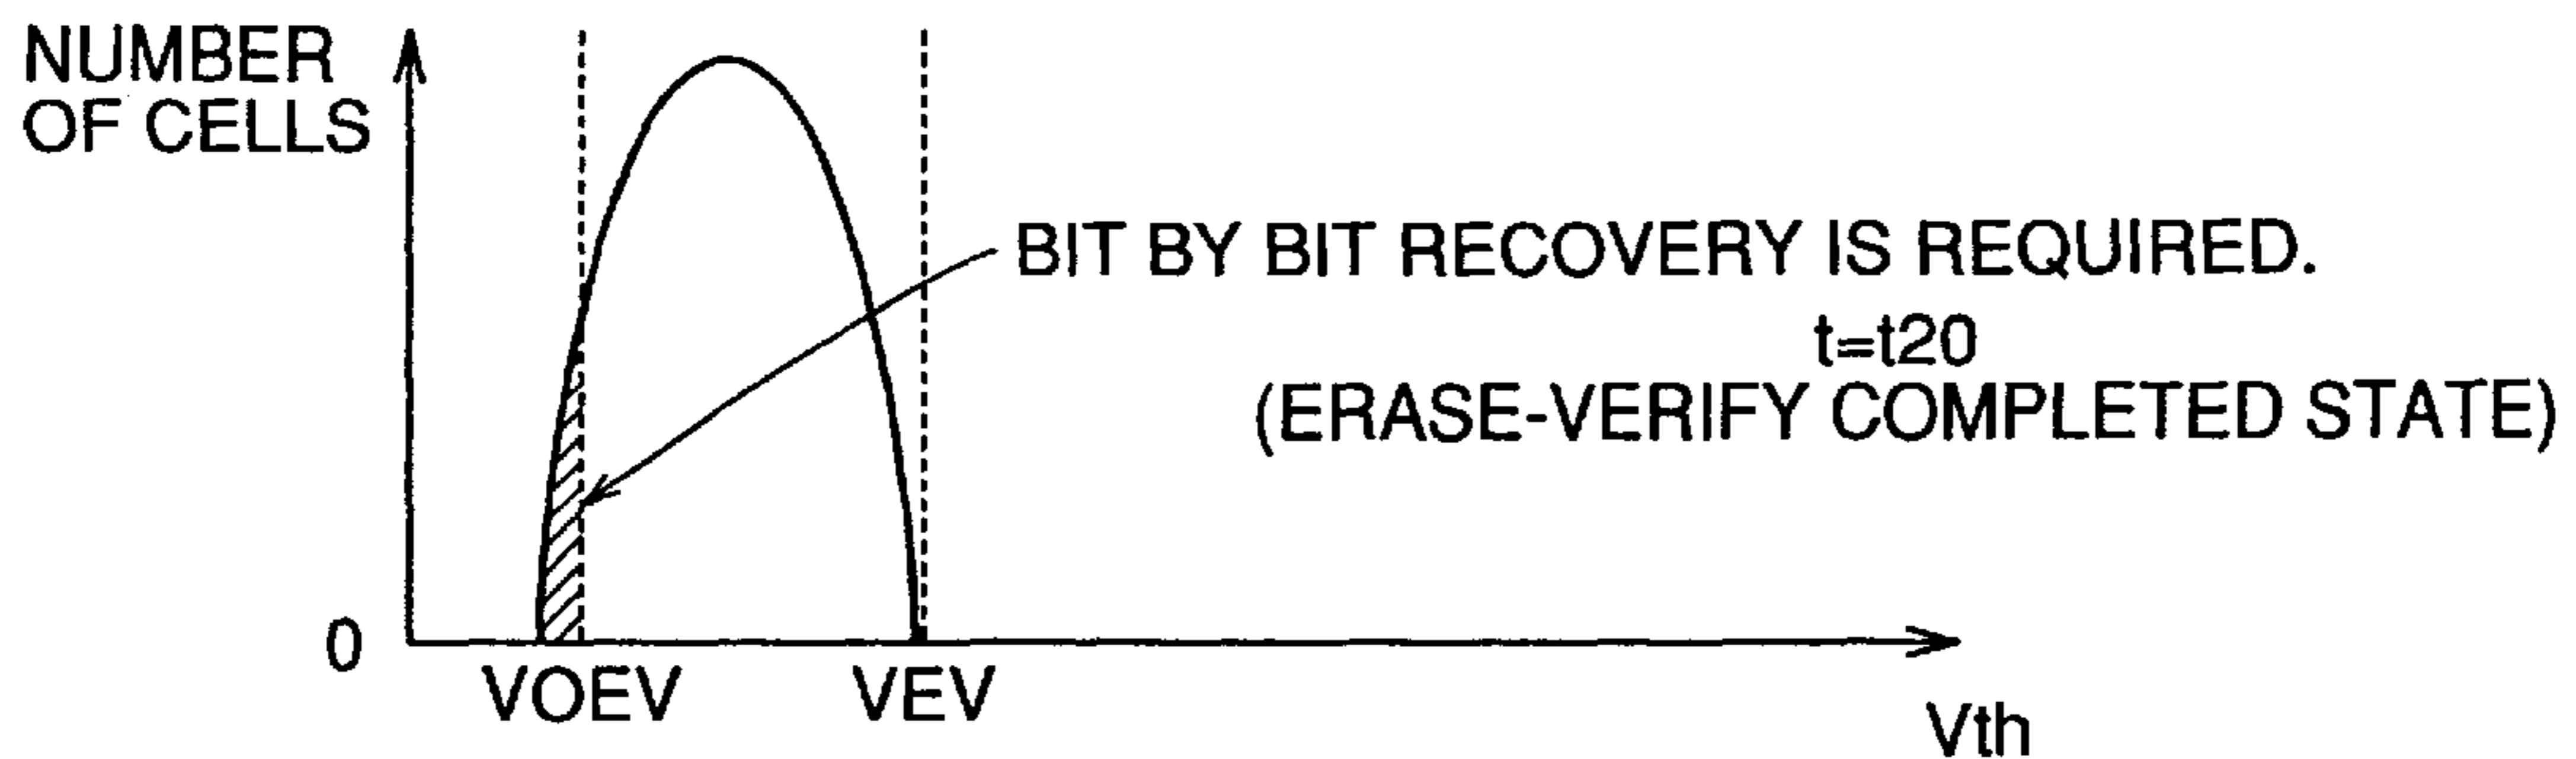 NUMBER
OF CELLS
BIT BY BIT RECOVERY IS REQUIRED.
t=t20
(ERASE-VERIFY COMPLETED STATE)
0
VOEV
VEV
Vth